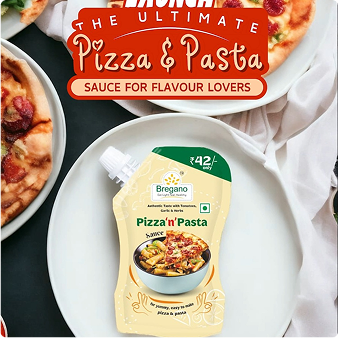 LAUNCH
THE ULTIMATE
Pizza & Pasta
SAUCE FOR FLAVOUR LOVERS
₹42/-
only
Bregano
Authentic Taste with Tomatoes,
Garlic & Herbs
Pizza'n'Pasta
Sauce
for yummy, easy to make
pizza & pasta